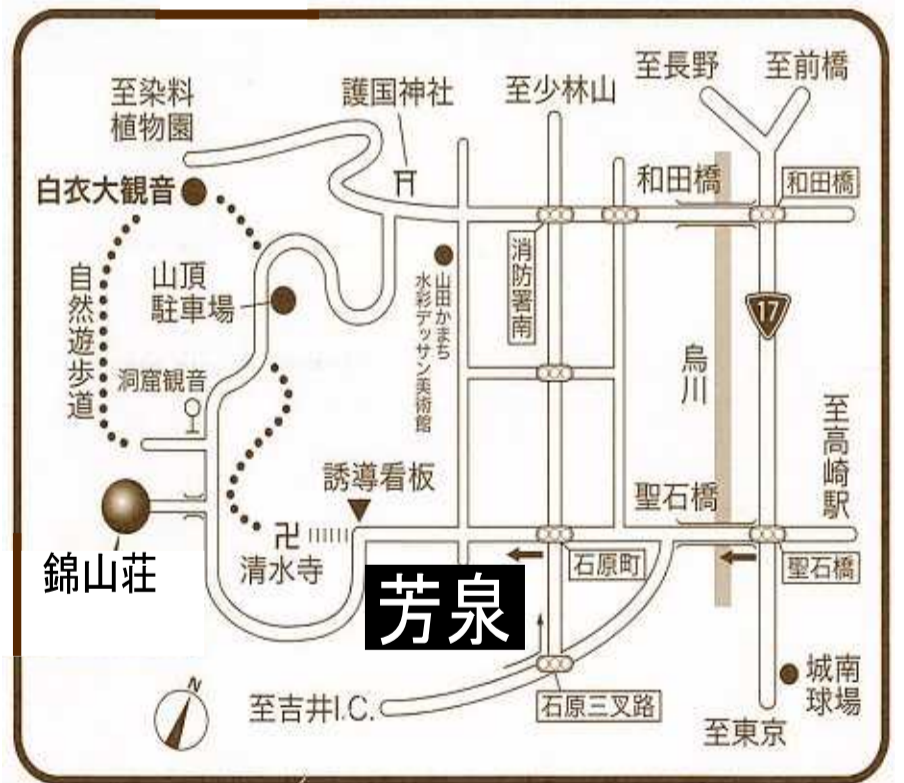 至染料
植物園
護国神社
至少林山
至長野
至前橋
白衣大観音
和田橋
和田橋
消防署南
自然遊歩道
山頂
駐車場
山田かまち
水彩デッサン美術館
17
洞窟観音
烏川
至高崎駅
誘導看板
聖石橋
錦山荘
卍
清水寺
石原町
聖石橋
芳泉
N
至吉井I.C.
石原三叉路
城南
球場
至東京